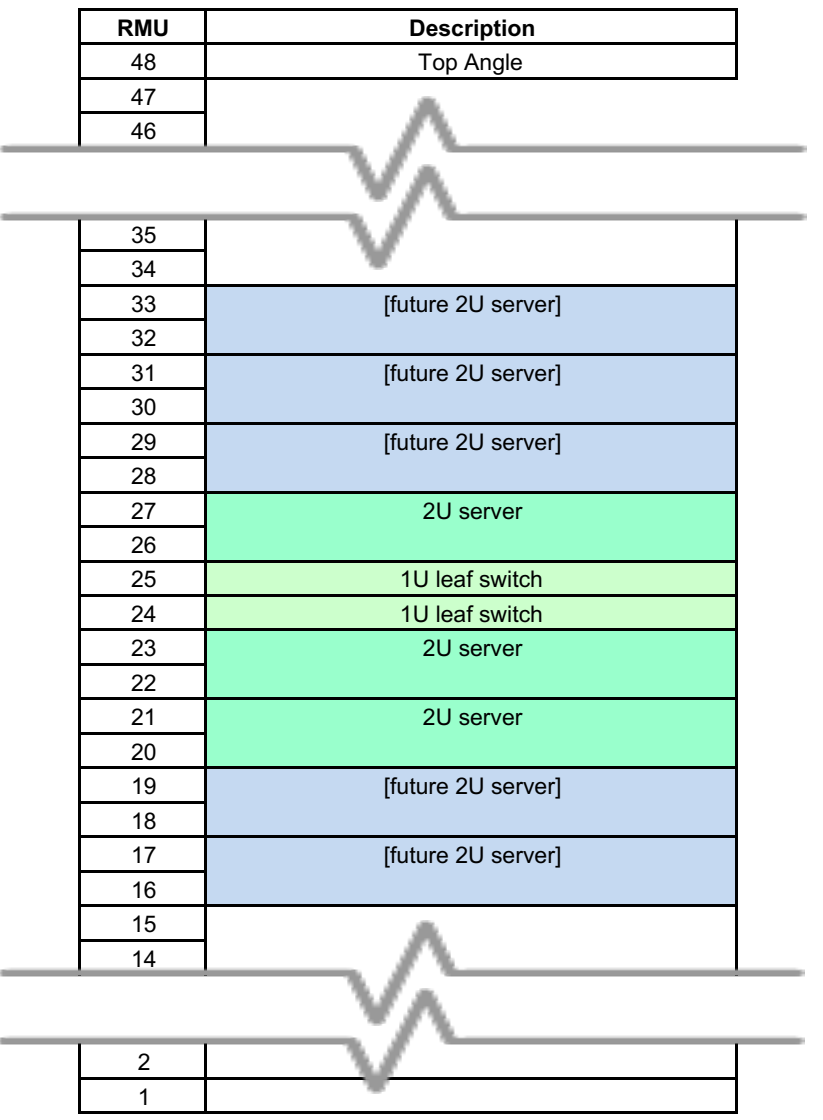 RMU Description
48 Top Angle
47
46
35
34
33 [future 2U server]
32
31 [future 2U server]
30
29 [future 2U server]
28
27 2U server
26
25 1U leaf switch
24 1U leaf switch
23 2U server
22
21 2U server
20
19 [future 2U server]
18
17 [future 2U server]
16
15
14
2
1